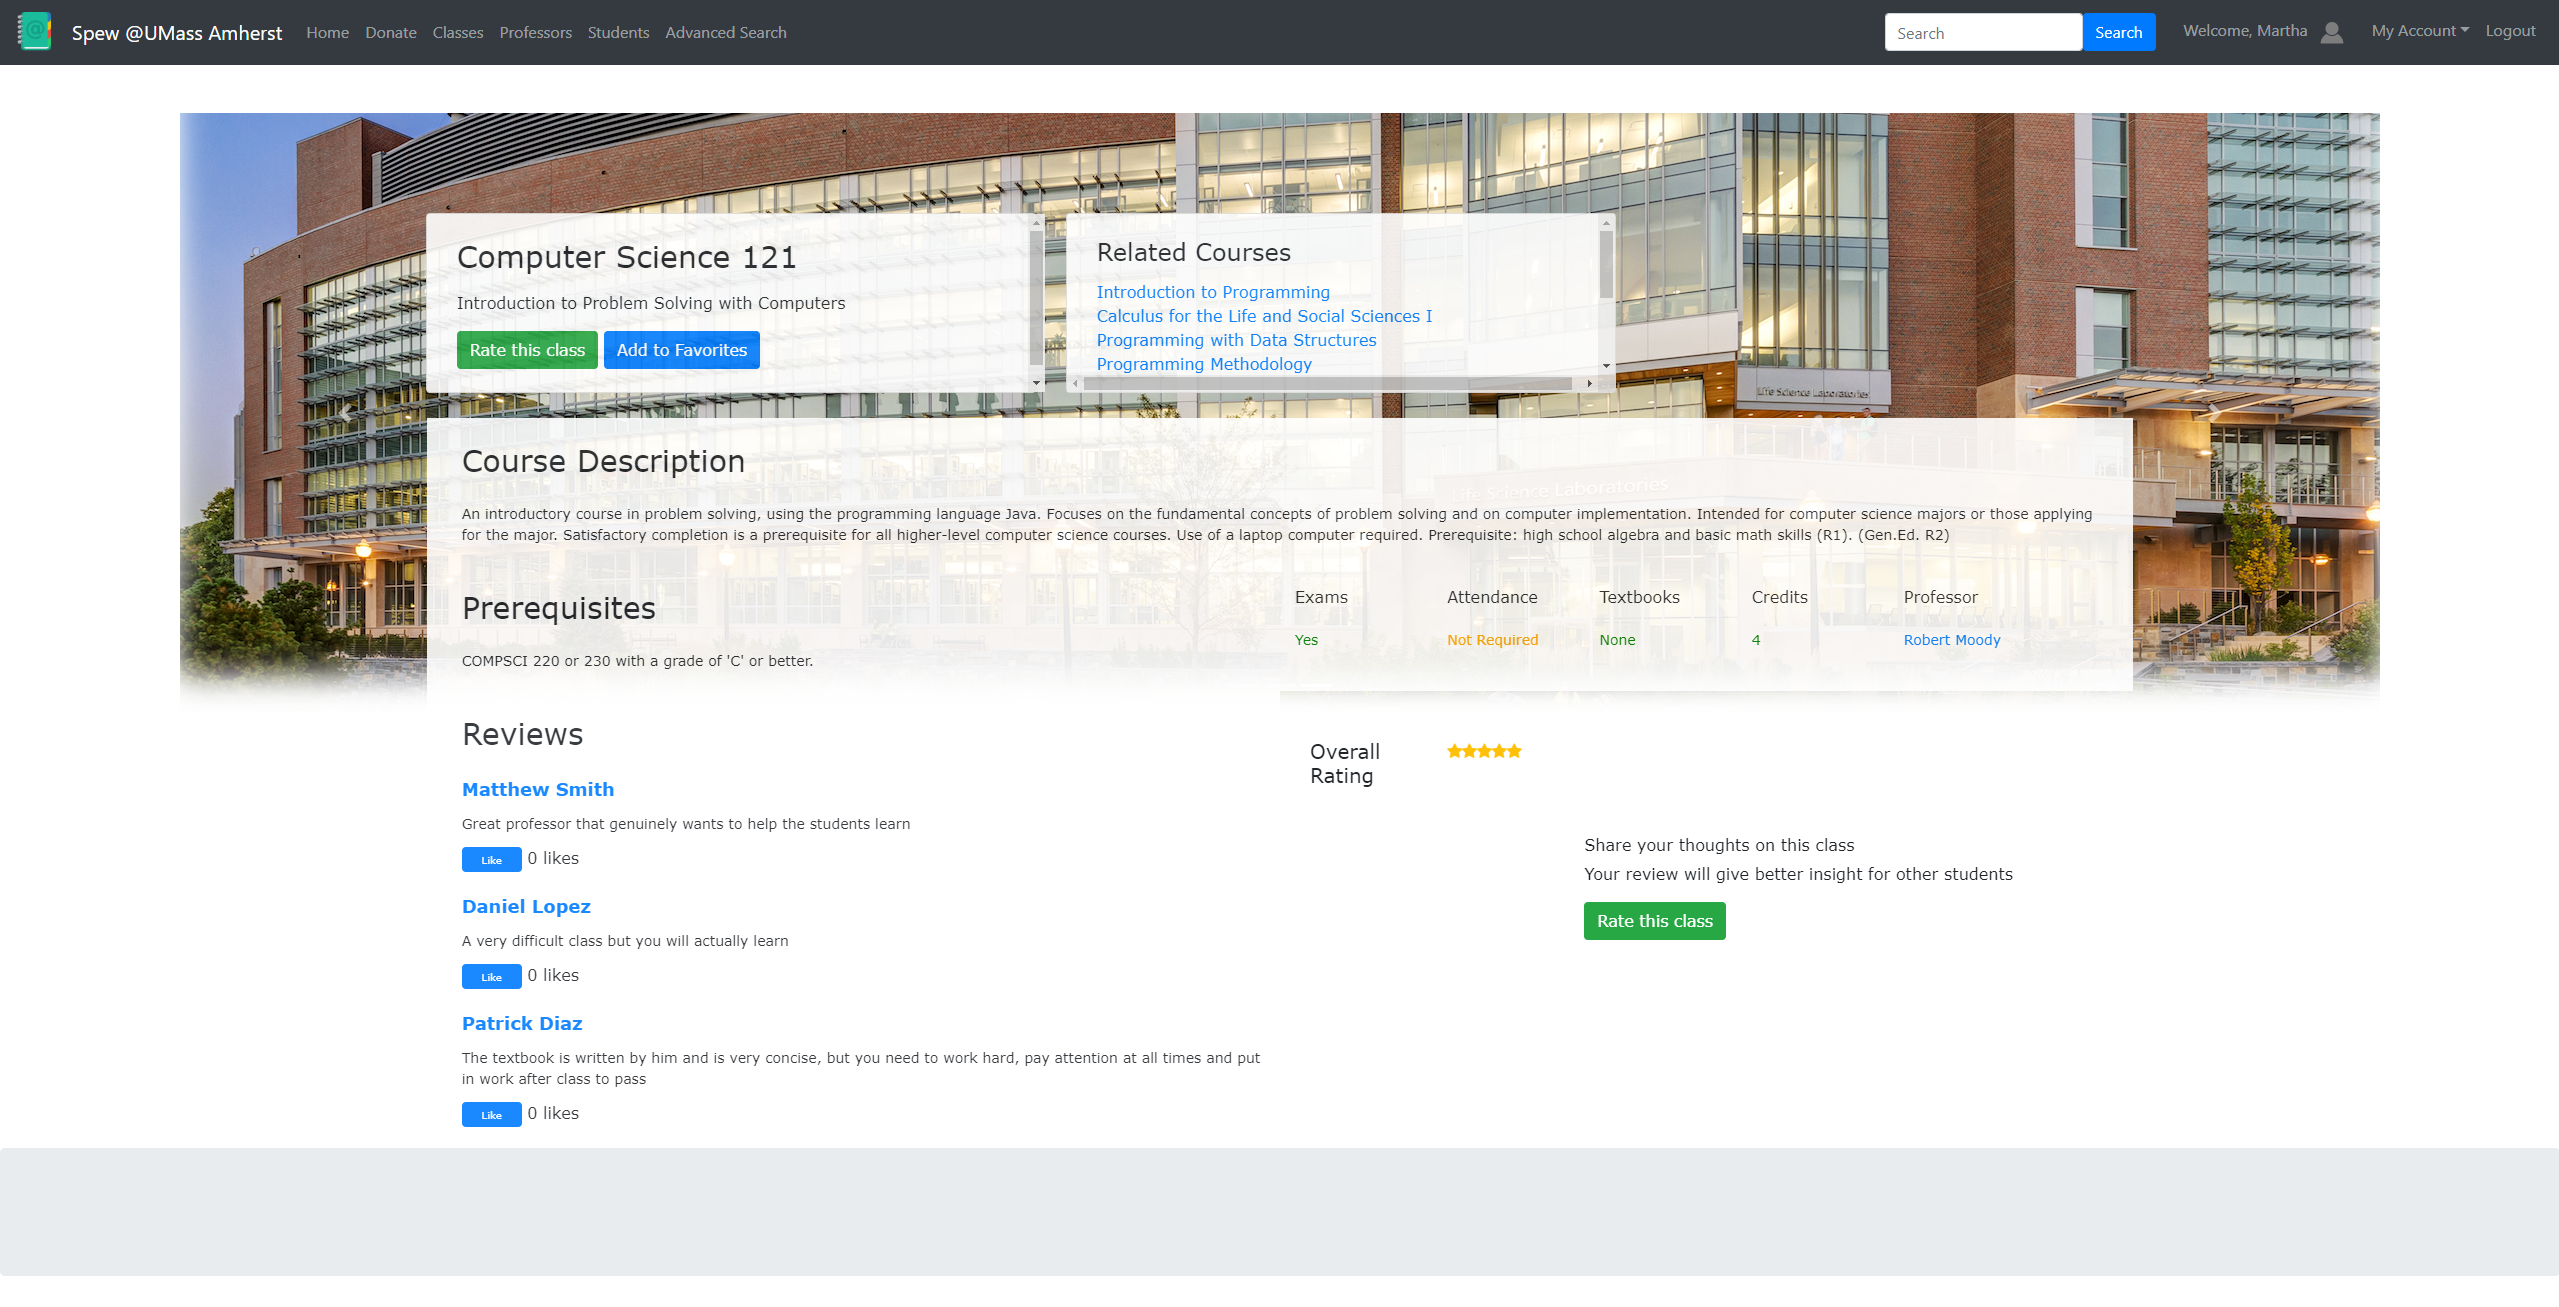 Spew @UMass Amherst Home Donate Classes Professors Students Advanced Search Search Search Welcome, Martha My Account Logout
Computer Science 121
Introduction to Problem Solving with Computers
Rate this class Add to Favorites
Related Courses
Introduction to Programming
Calculus for the Life and Social Sciences I
Programming with Data Structures
Programming Methodology
Life Science Laboratories
Course Description
Life Science Laboratories
An introductory course in problem solving, using the programming language Java. Focuses on the fundamental concepts of problem solving and on computer implementation. Intended for computer science majors or those applying
for the major. Satisfactory completion is a prerequisite for all higher-level computer science courses. Use of a laptop computer required. Prerequisite: high school algebra and basic math skills (R1). (Gen.Ed. R2)
Prerequisites
COMPSCI 220 or 230 with a grade of 'C' or better.
Exams Attendance Textbooks Credits Professor
Yes Not Required None 4 Robert Moody
Reviews
Matthew Smith
Great professor that genuinely wants to help the students learn
Like 0 likes
Daniel Lopez
A very difficult class but you will actually learn
Like 0 likes
Patrick Diaz
The textbook is written by him and is very concise, but you need to work hard, pay attention at all times and put
in work after class to pass
Like 0 likes
Overall
Rating
Share your thoughts on this class
Your review will give better insight for other students
Rate this class